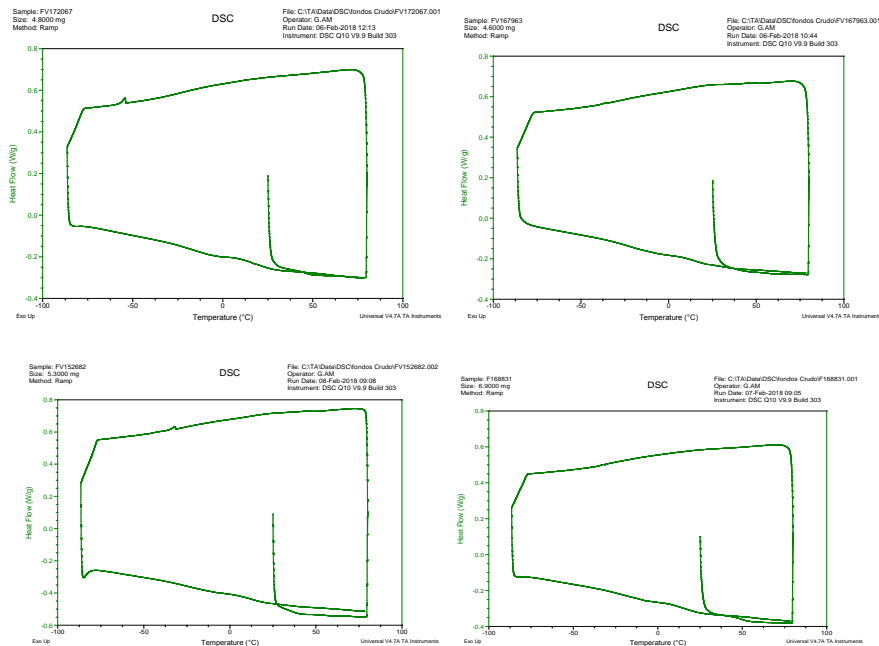 Sample: FV172067
Size: 4.8000 mg
Method: Ramp
DSC
File: C:\TA\Data\DSC\fondos Crudo\FV172067.001
Operator: G.AM
Run Date: 06-Feb-2018 12:13
Instrument: DSC Q10 V9.9 Build 303
0.8
0.6
0.4
0.2
0.0
-0.2
-0.4
Heat Flow (W/g)
-100 -50 0 50 100
Exo Up Temperature (°C) Universal V4.7A TA Instruments
Sample: FV167963
Size: 4.6000 mg
Method: Ramp
DSC
File: C:\TA\Data\DSC\fondos Crudo\FV167963.001
Operator: G.AM
Run Date: 06-Feb-2018 10:44
Instrument: DSC Q10 V9.9 Build 303
0.8
0.6
0.4
0.2
0.0
-0.2
-0.4
Heat Flow (W/g)
-100 -50 0 50 100
Exo Up Temperature (°C) Universal V4.7A TA Instruments
Sample: FV152682
Size: 5.3000 mg
Method: Ramp
DSC
File: C:\TA\Data\DSC\fondos Crudo\FV152682.002
Operator: G.AM
Run Date: 08-Feb-2018 09:08
Instrument: DSC Q10 V9.9 Build 303
0.8
0.6
0.4
0.2
0.0
-0.2
-0.4
-0.6
Heat Flow (W/g)
-100 -50 0 50 100
Exo Up Temperature (°C) Universal V4.7A TA Instruments
Sample: F168831
Size: 6.9000 mg
Method: Ramp
DSC
File: C:\TA\Data\DSC\fondos Crudo\F168831.001
Operator: G.AM
Run Date: 07-Feb-2018 09:05
Instrument: DSC Q10 V9.9 Build 303
0.8
0.6
0.4
0.2
0.0
-0.2
-0.4
Heat Flow (W/g)
-100 -50 0 50 100
Exo Up Temperature (°C) Universal V4.7A TA Instruments